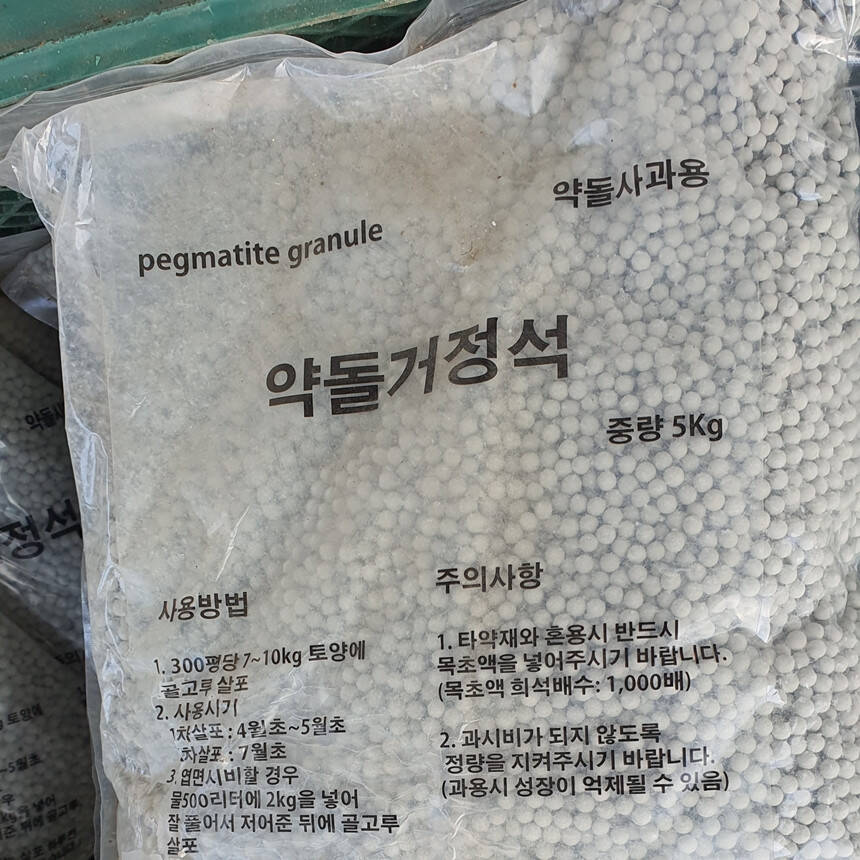 약돌사과용
pegmatite granule
약돌거정석
중량 5Kg
사용방법
1. 300평당 7~10kg 토양에
골고루 살포
2. 사용시기
1차살포 : 4월초~5월초
차살포 : 7월초
3. 엽면시비할 경우
물500리터에 2kg을 넣어
잘 풀어서 저어준 뒤에 골고루
살포
주의사항
1. 타약재와 혼용시 반드시
목초액을 넣어주시기 바랍니다.
(목초액 희석배수: 1,000배)
2. 과시비가 되지 않도록
정량을 지켜주시기 바랍니다.
(과용시 성장이 억제될 수 있음)
정석
토양에
~5월초